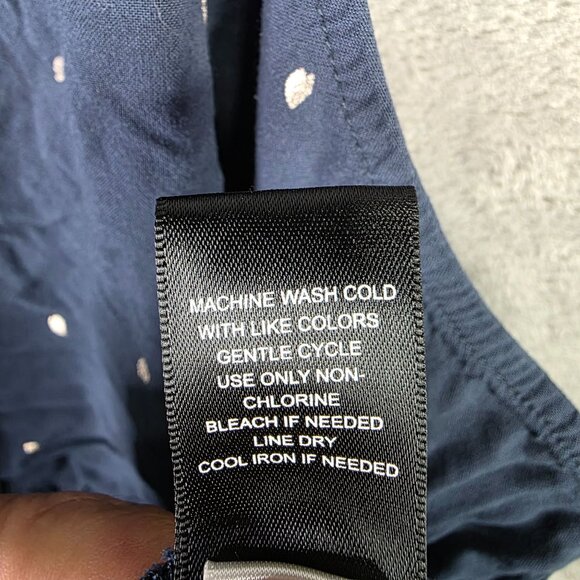 MACHINE WASH COLD
WITH LIKE COLORS
GENTLE CYCLE
USE ONLY NON-
CHLORINE
BLEACH IF NEEDED
LINE DRY
COOL IRON IF NEEDED